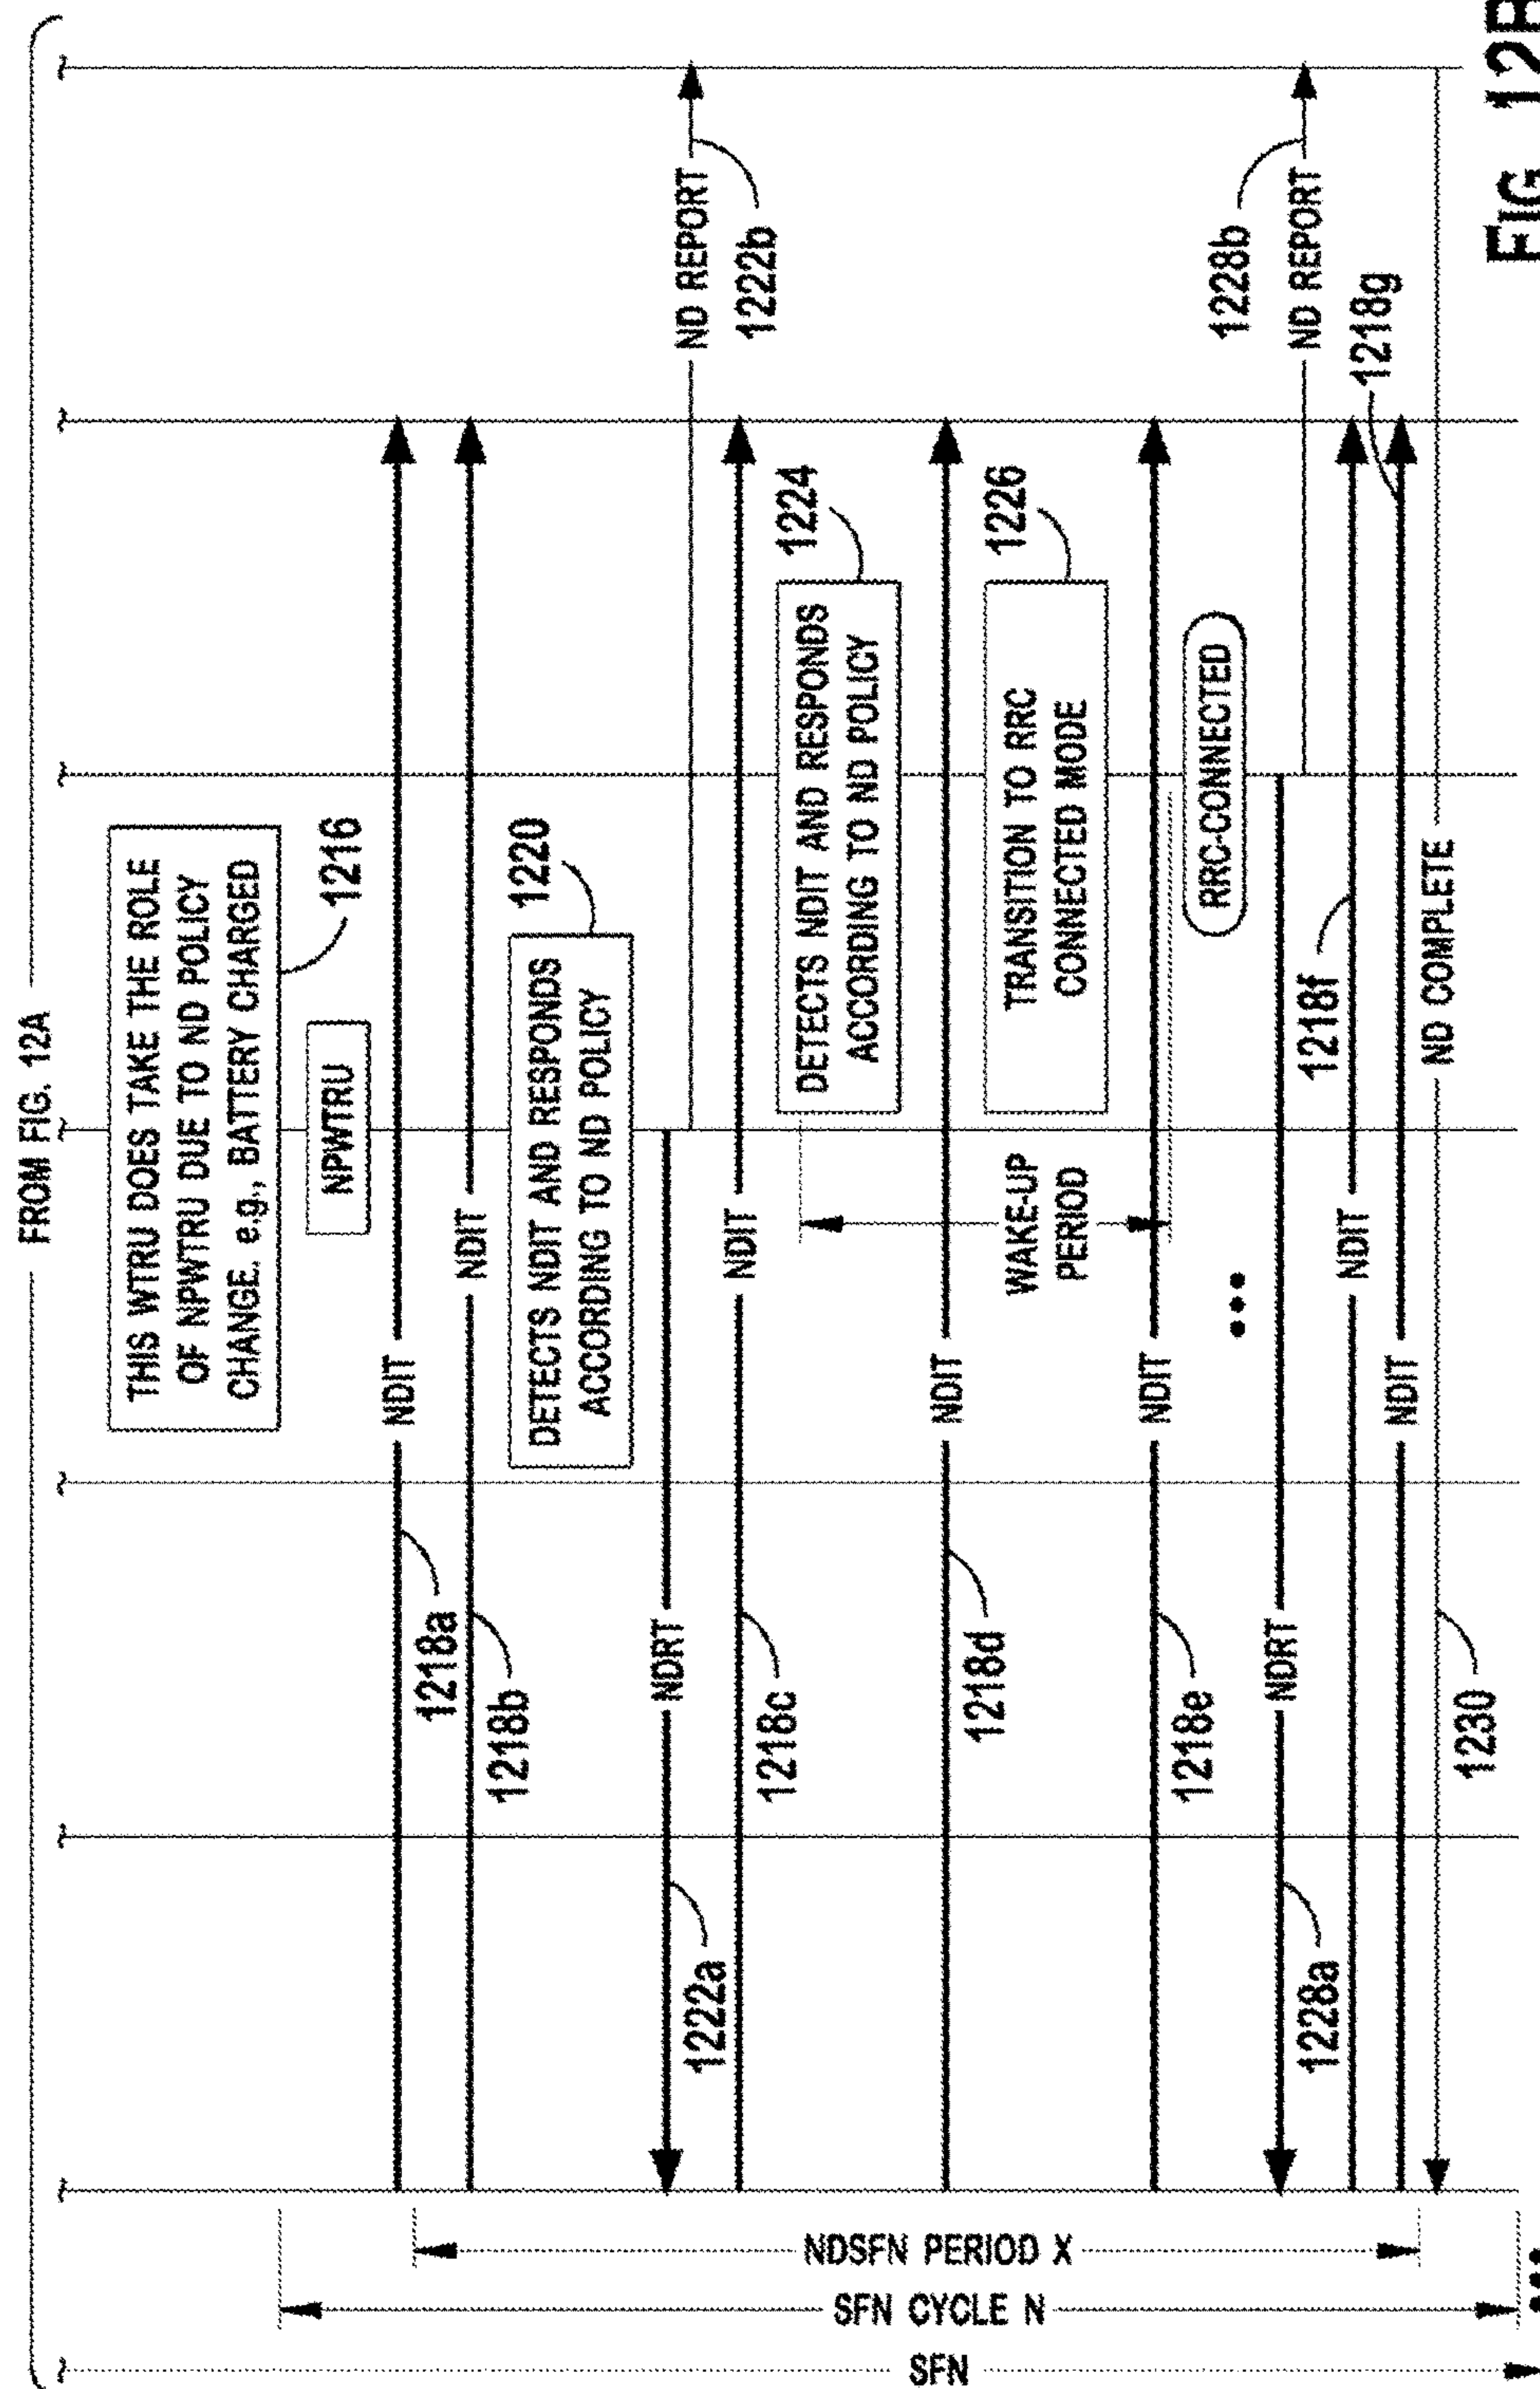 FROM FIG. 12A
THIS WTRU DOES TAKE THE ROLE
OF NPWTRU DUE TO ND POLICY
CHANGE. e.g., BATTERY CHARGED
1216
NPWTRU
NDIT
1218a
NDIT
1218b
1220
DETECTS NDIT AND RESPONDS
ACCORDING TO ND POLICY
NDRT
1222a
ND REPORT
1222b
NDIT
1218c
1224
DETECTS NDIT AND RESPONDS
ACCORDING TO ND POLICY
NDIT
1218d
WAKE-UP
PERIOD
1226
TRANSITION TO RRC
CONNECTED MODE
NDIT
1218e
RRC-CONNECTED
•••
NDRT
1228a
1228b
ND REPORT
1218f
NDIT
1218g
NDIT
ND COMPLETE
1230
NDSFN PERIOD X
SFN CYCLE N
SFN
•••
FIG. 12B